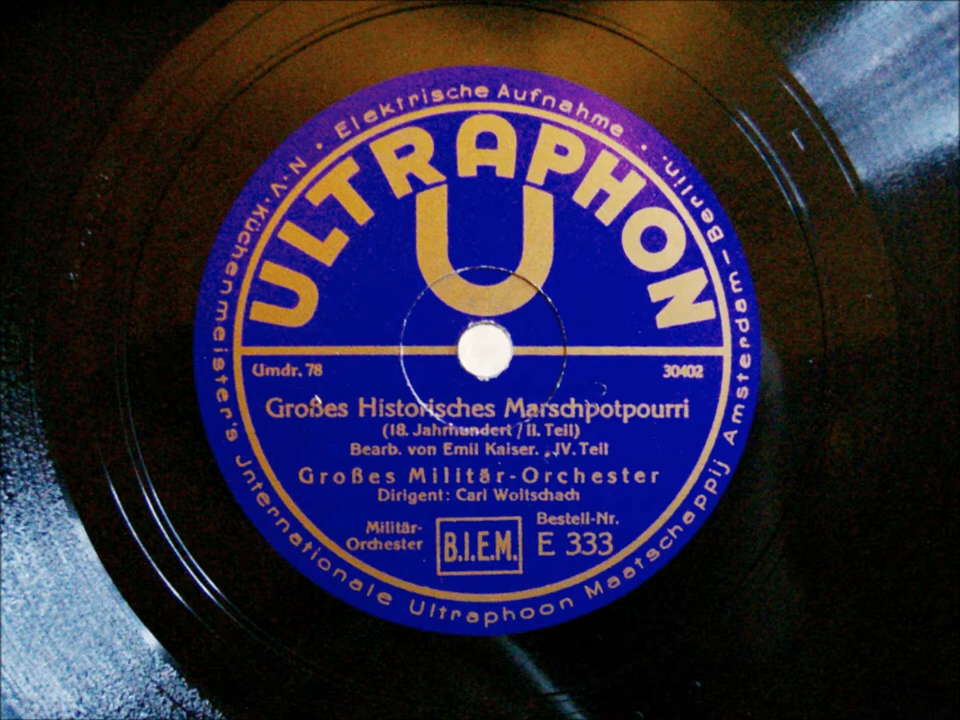 N.V. Küchenmeister's Jnternationale Ultraphoon Maatschappij Amsterdam – Berlin.
• Elektrische Aufnahme •
ULTRAPHON
U
Umdr. 78
30402
Großes Historisches Marschpotpourri
(18. Jahrhundert / II. Teil)
Bearb. von Emil Kaiser. IV. Teil
Großes Militär-Orchester
Dirigent: Carl Woitschach
Militär-
Orchester
B.I.E.M.
Bestell-Nr.
E 333